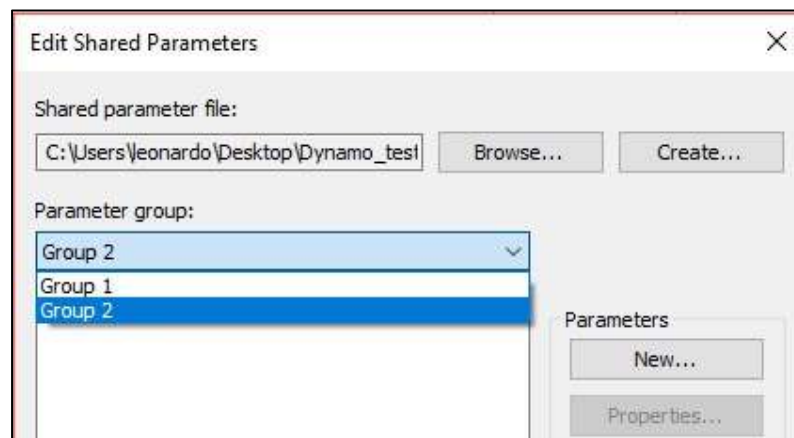 Edit Shared Parameters
Shared parameter file:
C:\Users\leonardo\Desktop\Dynamo_test Browse... Create...
Parameter group:
Group 2
Group 1
Group 2
Parameters
New...
Properties...